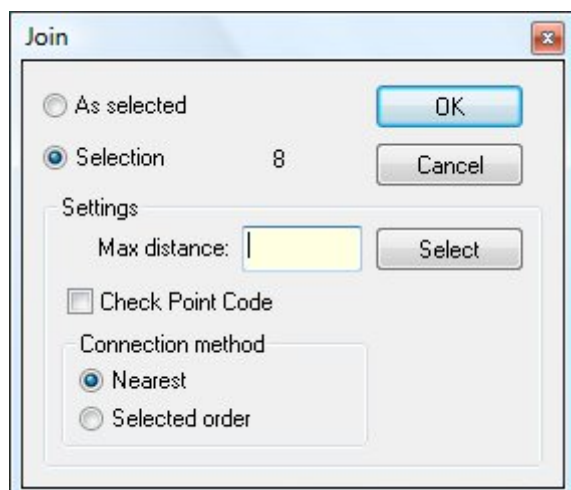 Join
As selected
OK
Selection 8
Cancel
Settings
Max distance:
Select
Check Point Code
Connection method
Nearest
Selected order